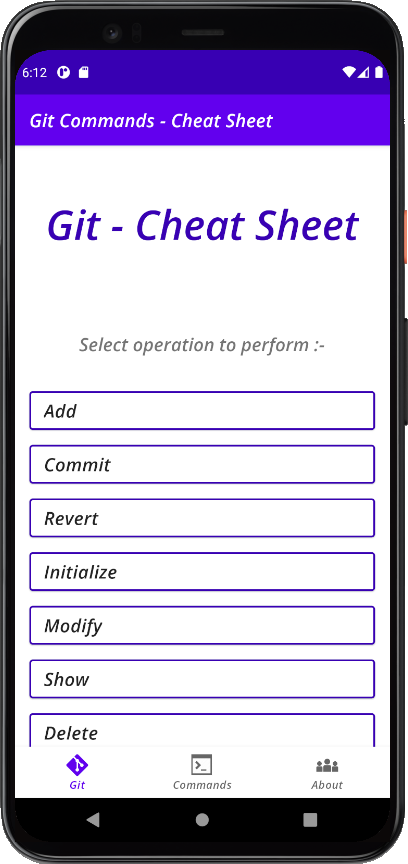 6:12
Git Commands - Cheat Sheet
Git - Cheat Sheet
Select operation to perform :-
Add
Commit
Revert
Initialize
Modify
Show
Delete
Git
Commands
About